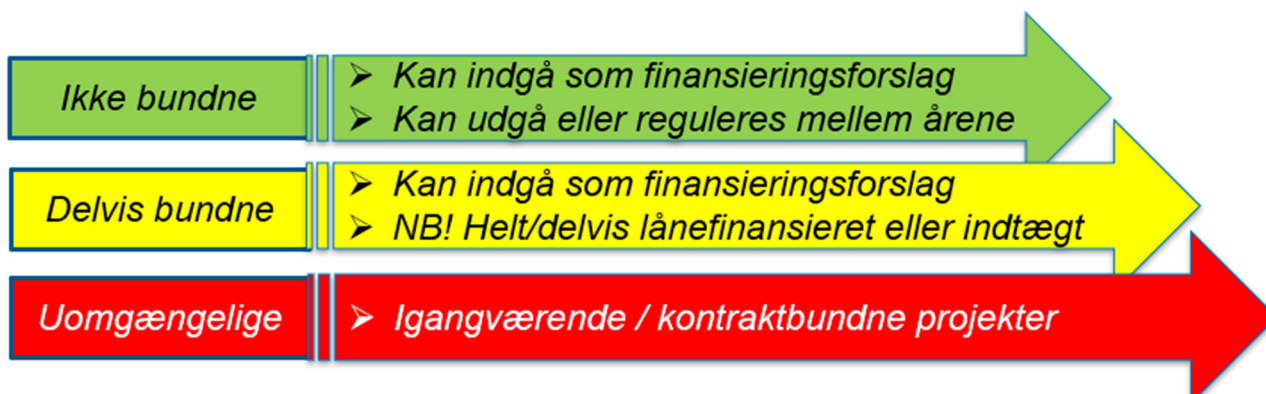 Ikke bundne
➤ Kan indgå som finansieringsforslag
➤ Kan udgå eller reguleres mellem årene
Delvis bundne
➤ Kan indgå som finansieringsforslag
➤ NB! Helt/delvis lånefinansieret eller indtægt
Uomgængelige
➤ Igangværende / kontraktbundne projekter